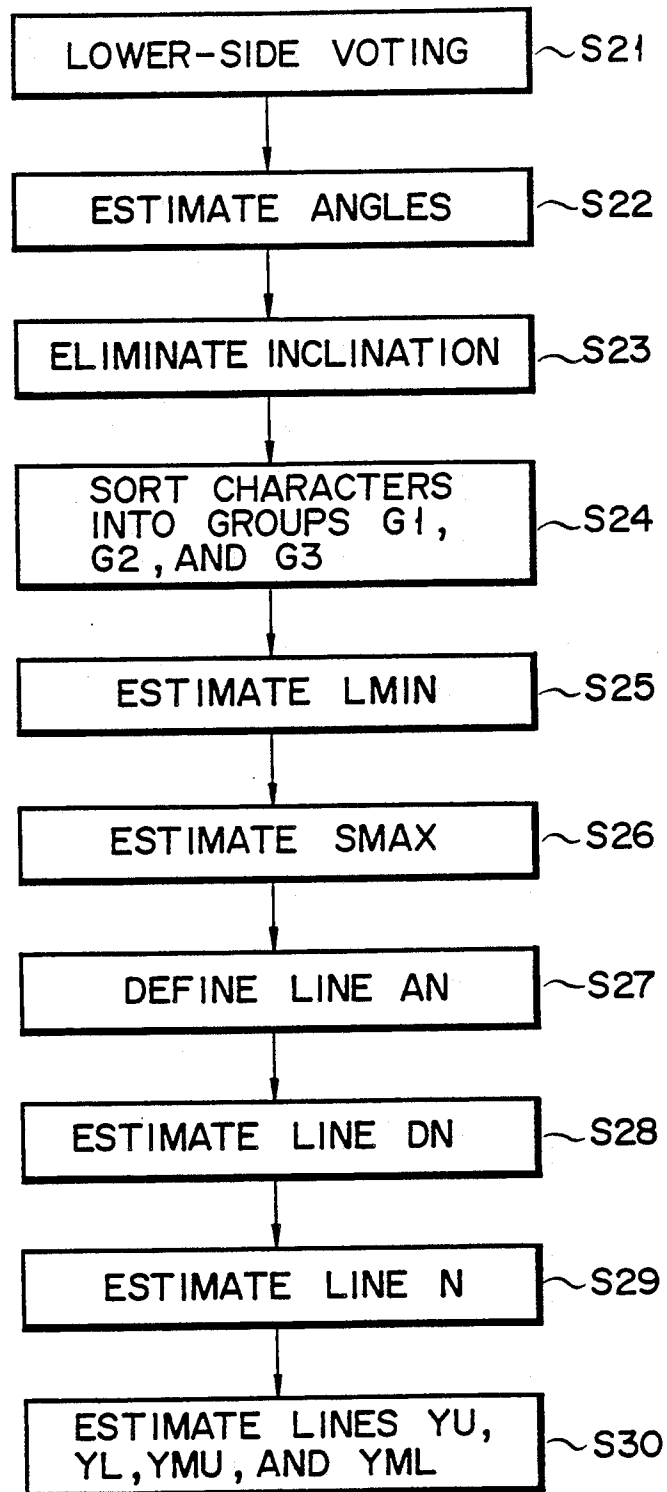 LOWER-SIDE VOTING ~S21
ESTIMATE ANGLES ~S22
ELIMINATE INCLINATION ~S23
SORT CHARACTERS
INTO GROUPS G1, ~S24
G2, AND G3
ESTIMATE LMIN ~S25
ESTIMATE SMAX ~S26
DEFINE LINE AN ~S27
ESTIMATE LINE DN ~S28
ESTIMATE LINE N ~S29
ESTIMATE LINES YU, ~S30
YL, YMU, AND YML